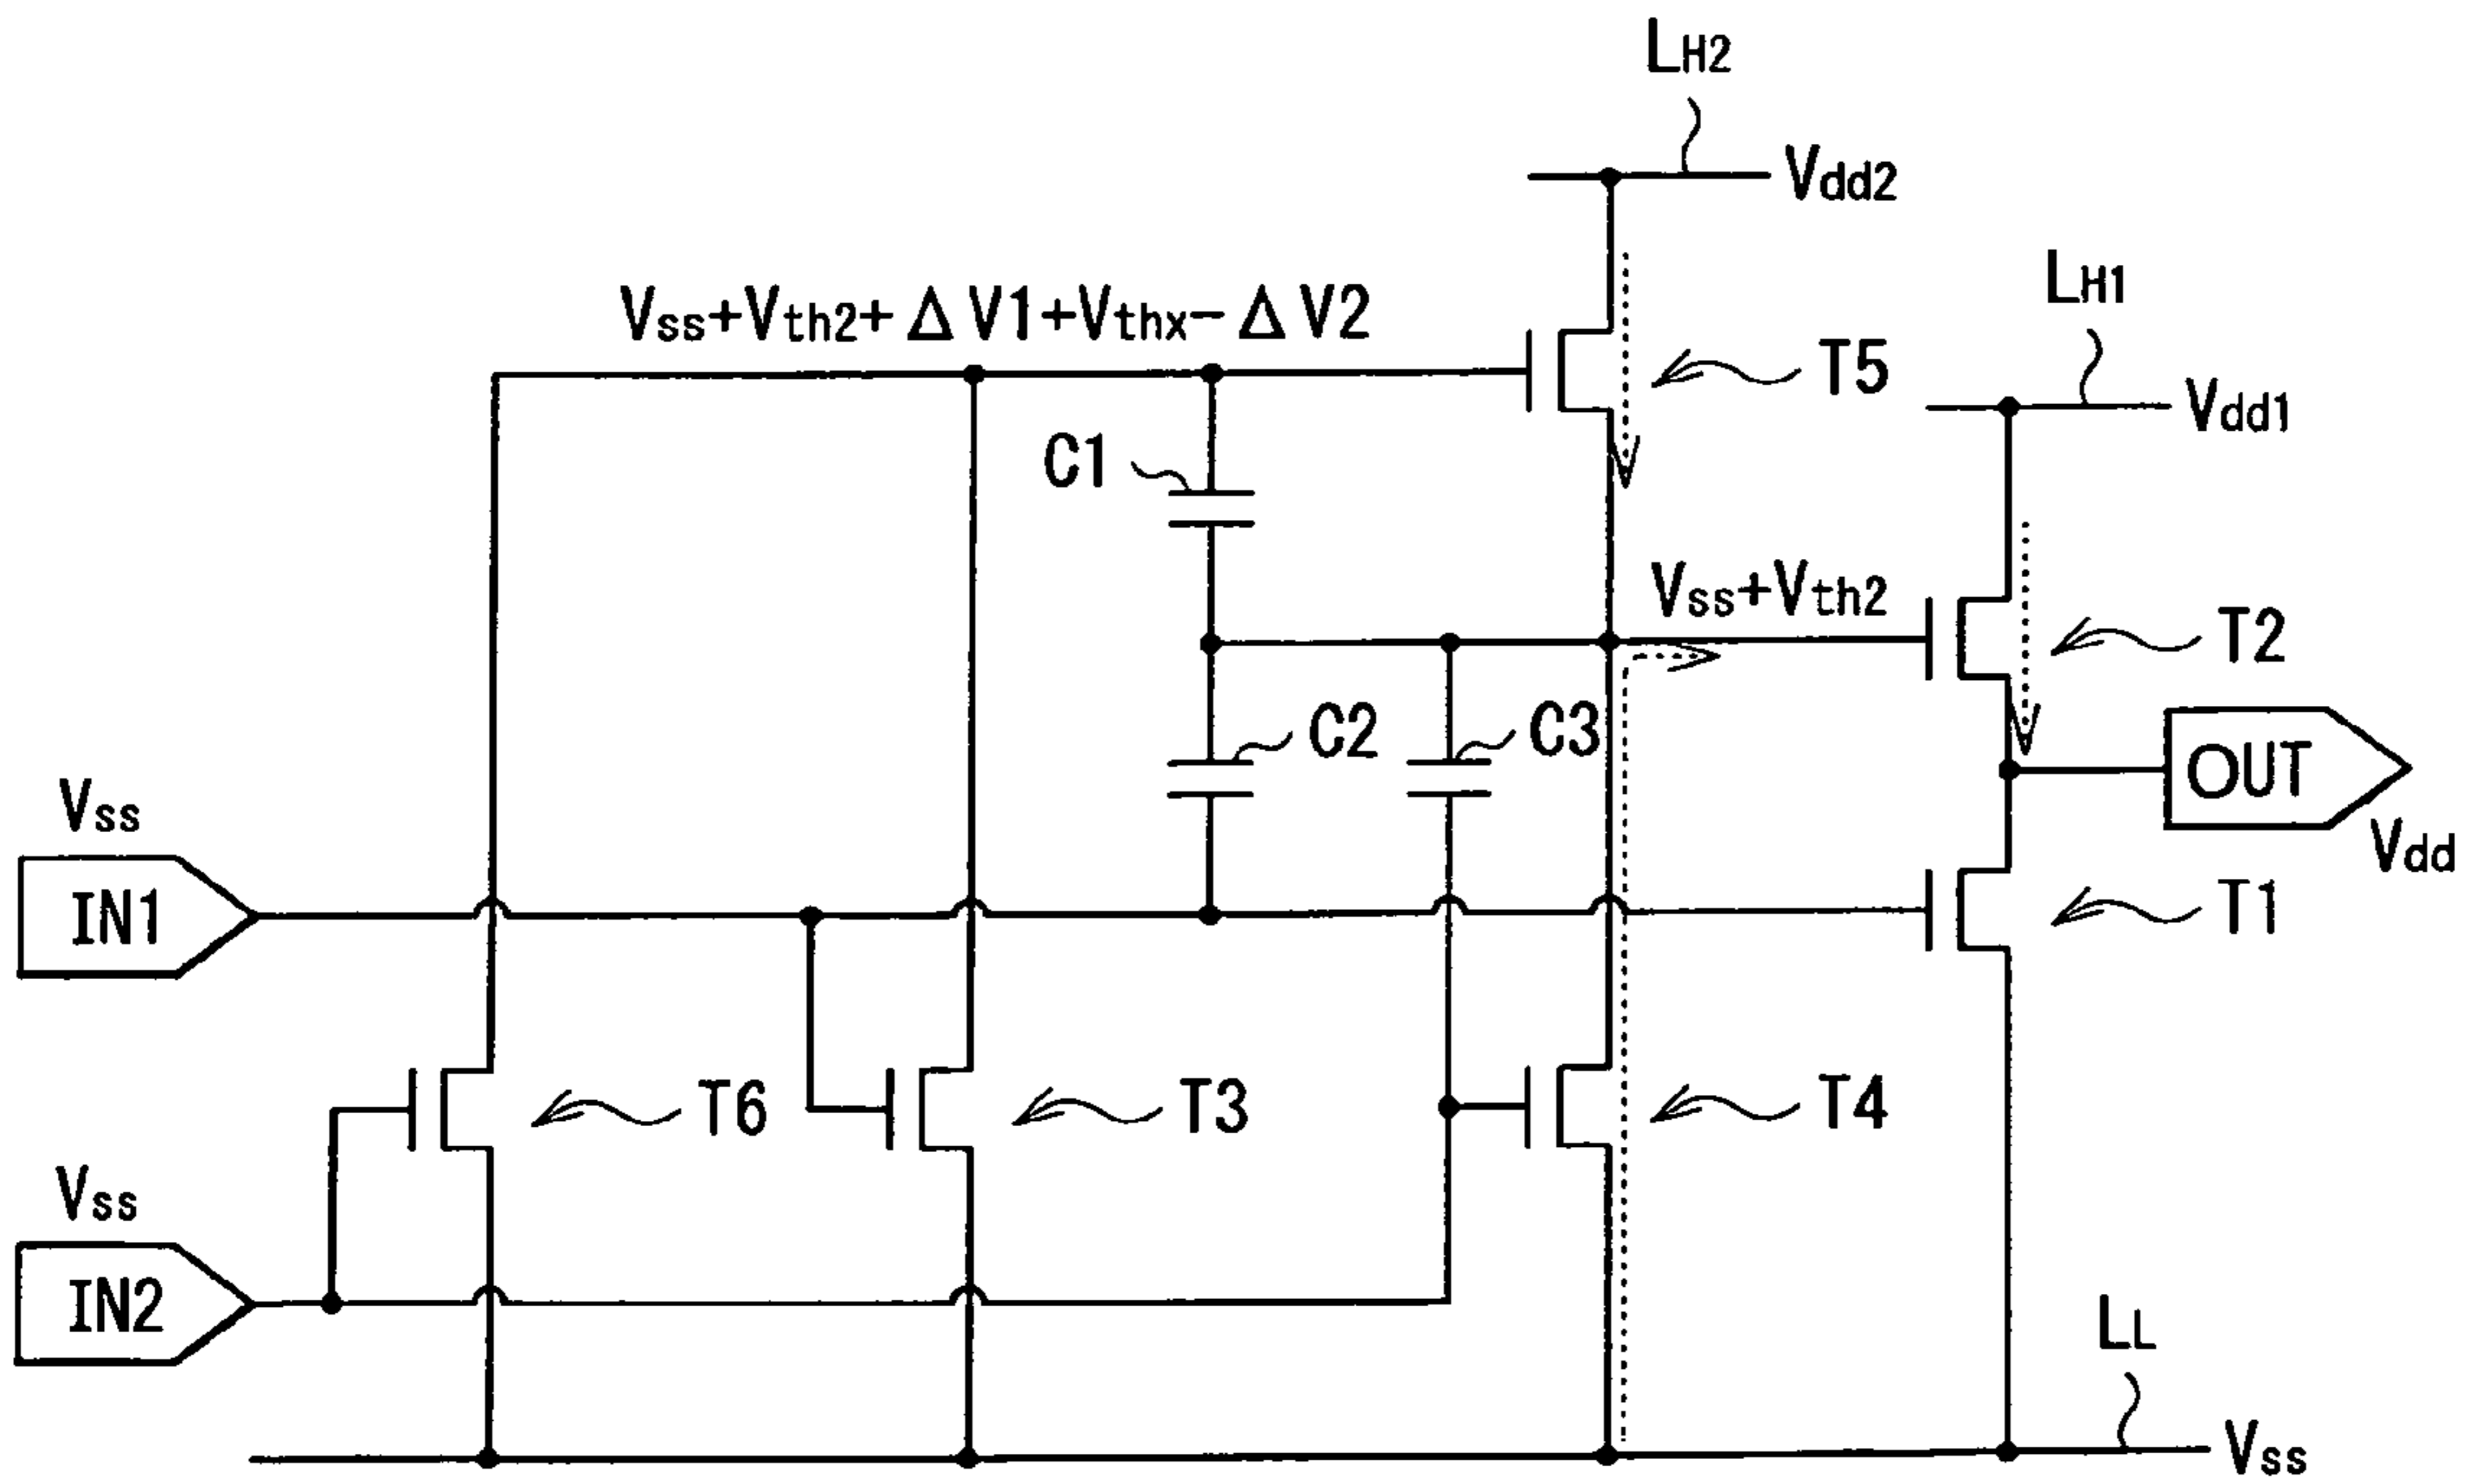 LH2
Vdd2
LH1
Vss+Vth2+ΔV1+Vthx−ΔV2
T5
Vdd1
C1
Vss+Vth2
T2
C2
C3
OUT
Vss
Vdd
IN1
T1
T6
T3
T4
Vss
IN2
LL
Vss